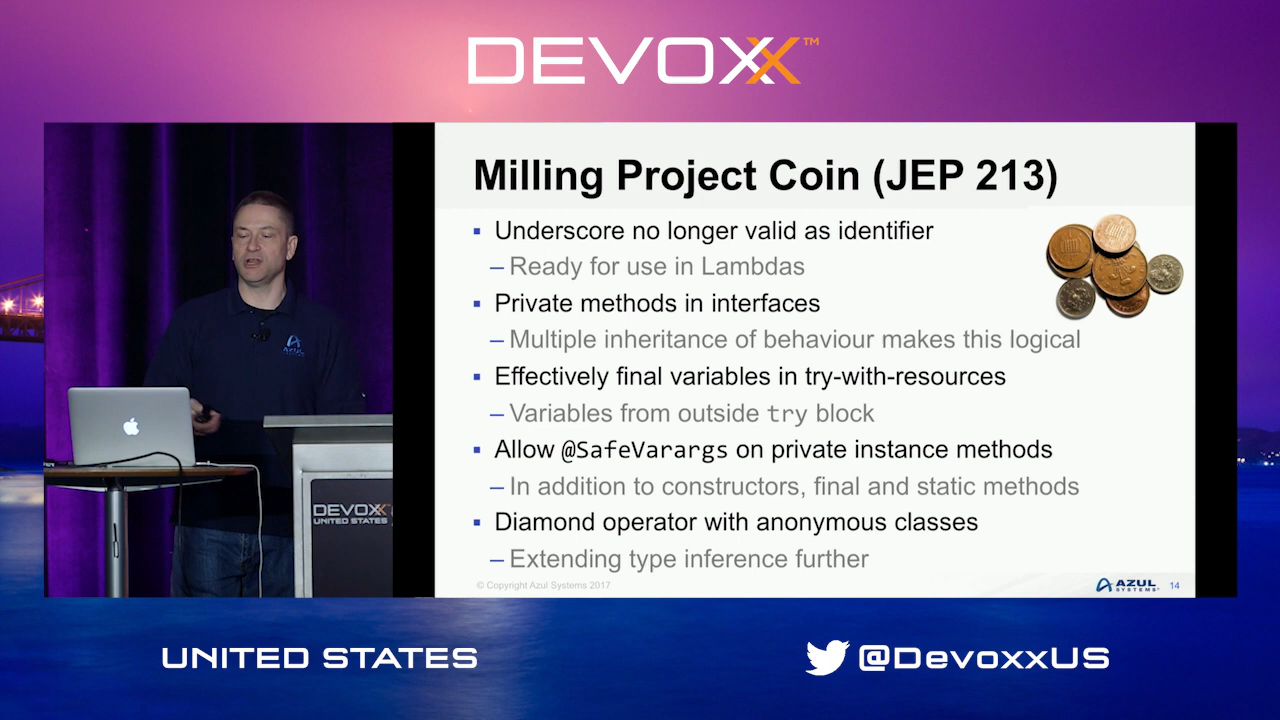 DEVOXX™
Milling Project Coin (JEP 213)
▪ Underscore no longer valid as identifier
– Ready for use in Lambdas
▪ Private methods in interfaces
– Multiple inheritance of behaviour makes this logical
▪ Effectively final variables in try-with-resources
– Variables from outside try block
▪ Allow @SafeVarargs on private instance methods
– In addition to constructors, final and static methods
▪ Diamond operator with anonymous classes
– Extending type inference further
© Copyright Azul Systems 2017
AZUL
SYSTEMS
14
AZUL
DEVOXX
UNITED STATES
UNITED STATES
@DevoxxUS